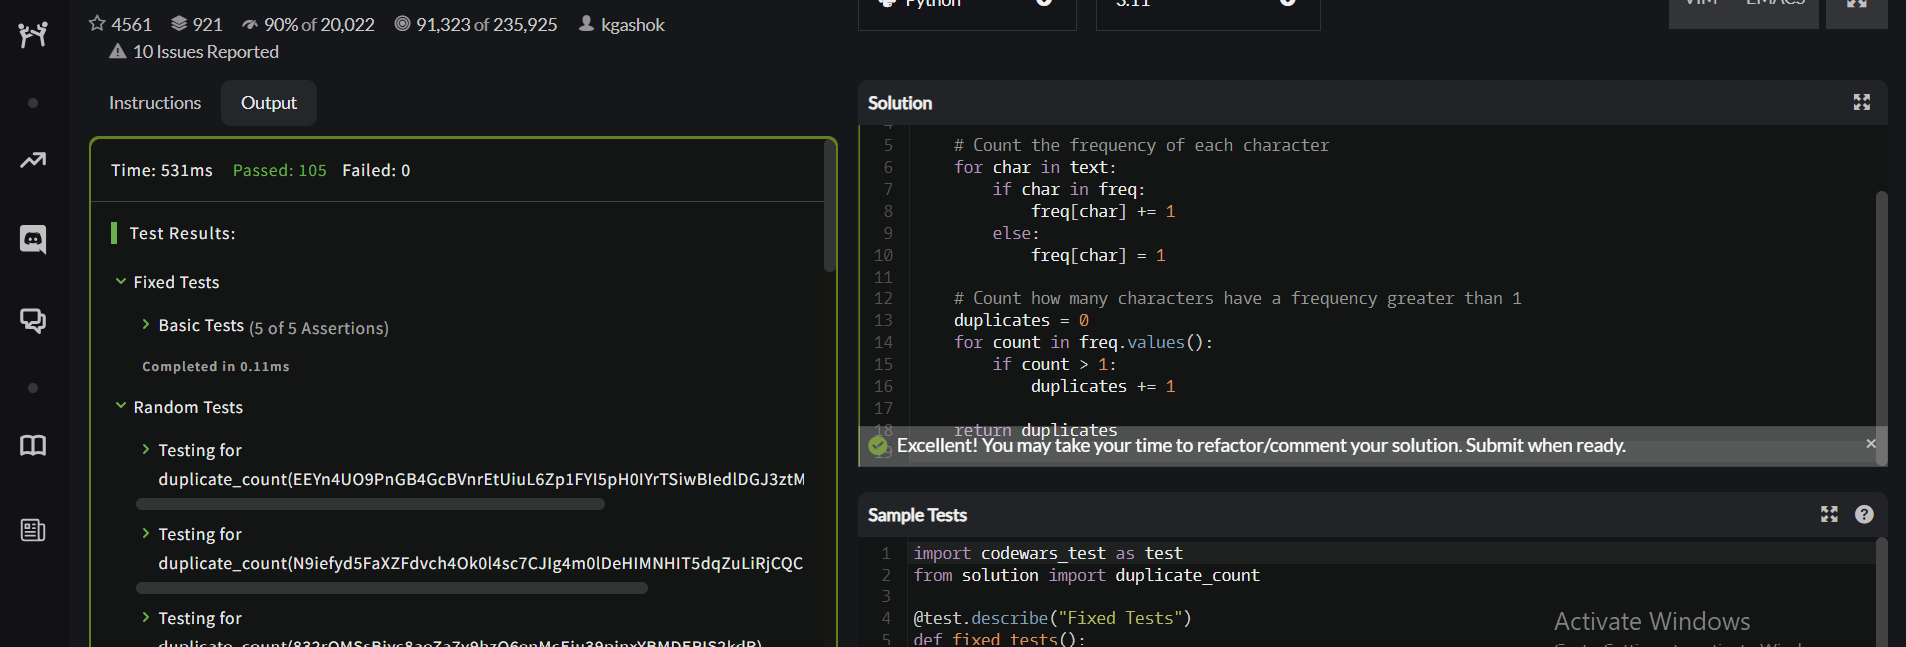 4561 921 90% of 20,022 91,323 of 235,925 kgashok
10 Issues Reported
Instructions Output
Time: 531ms Passed: 105 Failed: 0
Test Results:
Fixed Tests
Basic Tests (5 of 5 Assertions)
Completed in 0.11ms
Random Tests
Testing for
duplicate_count(EEYn4UO9PnGB4GcBVnrEtUiuL6Zp1FYI5pH0IYrTSiwBIedlDGJ3ztM
Testing for
duplicate_count(N9iefyd5FaXZFdvch4Ok0l4sc7CJIg4m0lDeHIMNHIT5dqZuLiRjCQC
Testing for
Python 3.11 VIM EMACS
Solution
4
5 # Count the frequency of each character
6 for char in text:
7 if char in freq:
8 freq[char] += 1
9 else:
10 freq[char] = 1
11
12 # Count how many characters have a frequency greater than 1
13 duplicates = 0
14 for count in freq.values():
15 if count > 1:
16 duplicates += 1
17
18 return duplicates
Excellent! You may take your time to refactor/comment your solution. Submit when ready.
19
Sample Tests
1 import codewars_test as test
2 from solution import duplicate_count
3
4 @test.describe("Fixed Tests")
5 def fixed_tests():
Activate Windows